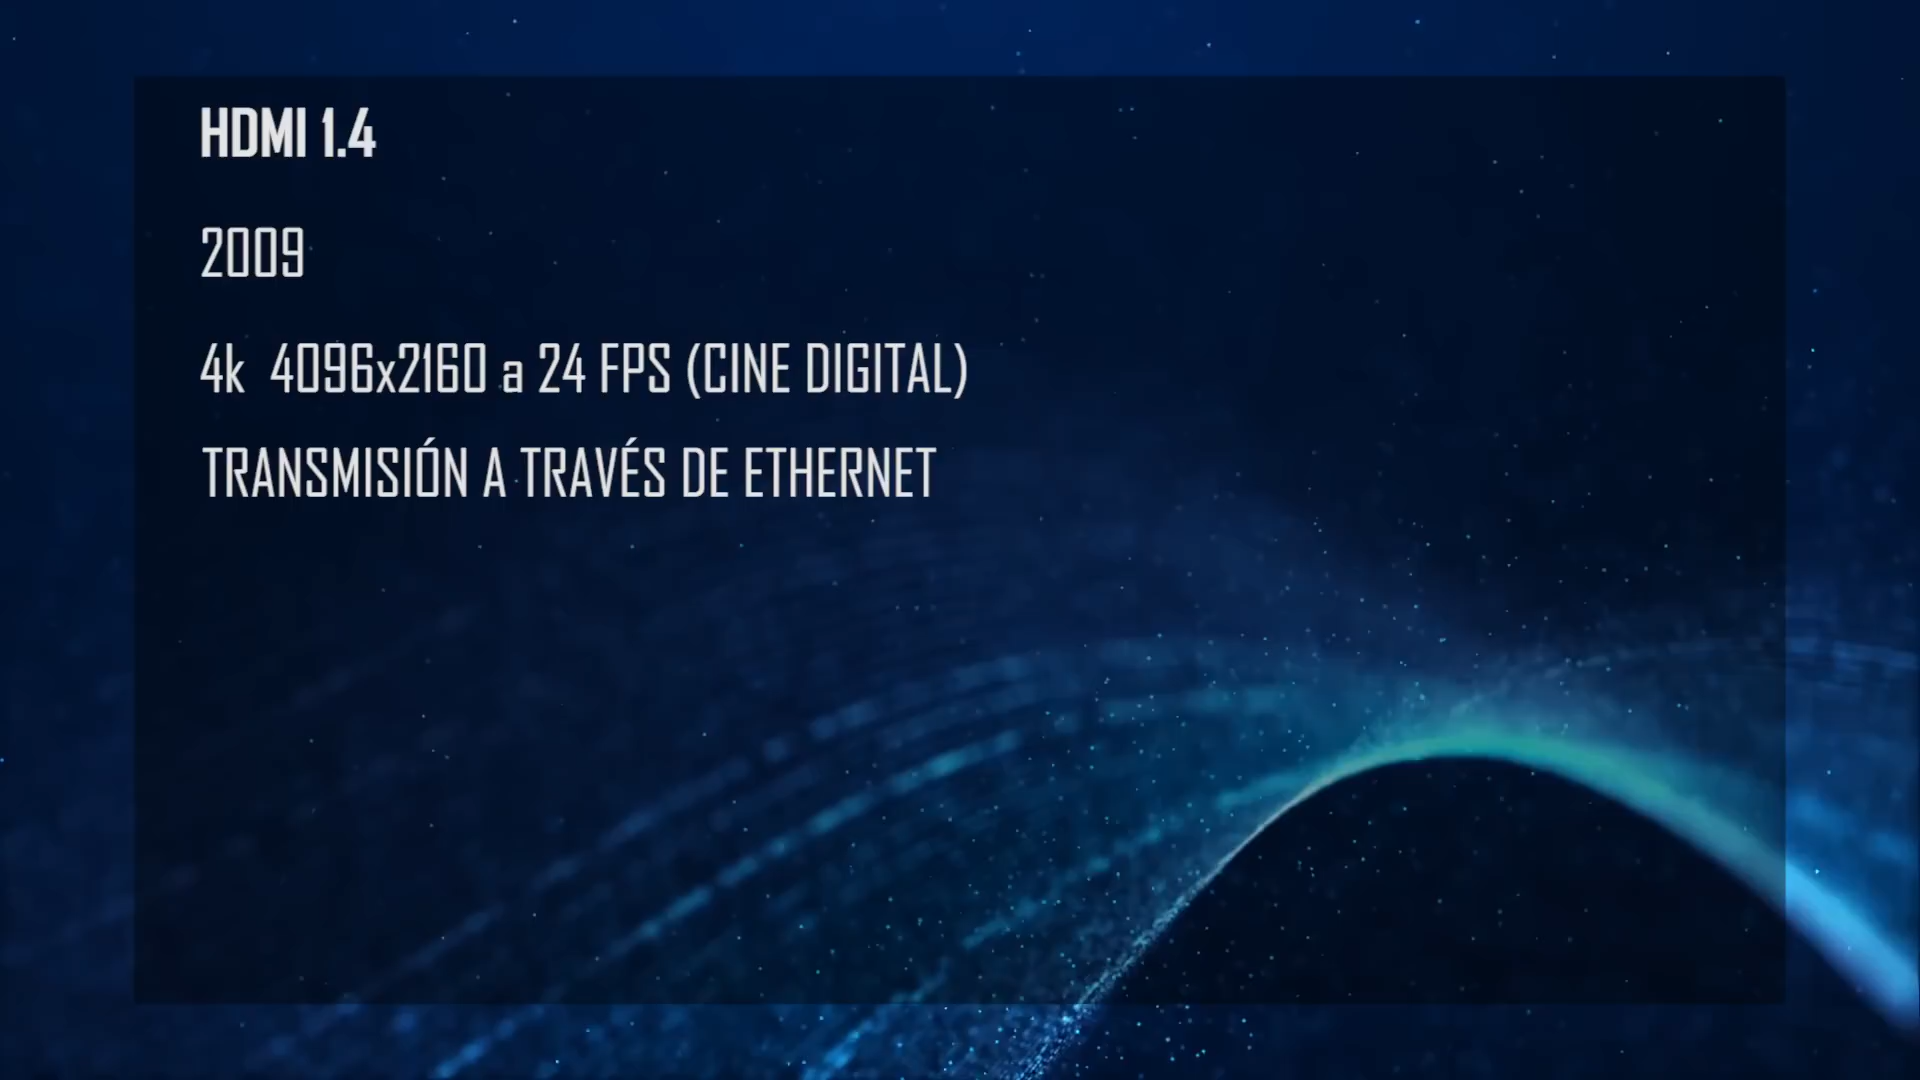 HDMI 1.4
2009
4k 4096x2160 a 24 FPS (CINE DIGITAL)
TRANSMISIÓN A TRAVÉS DE ETHERNET